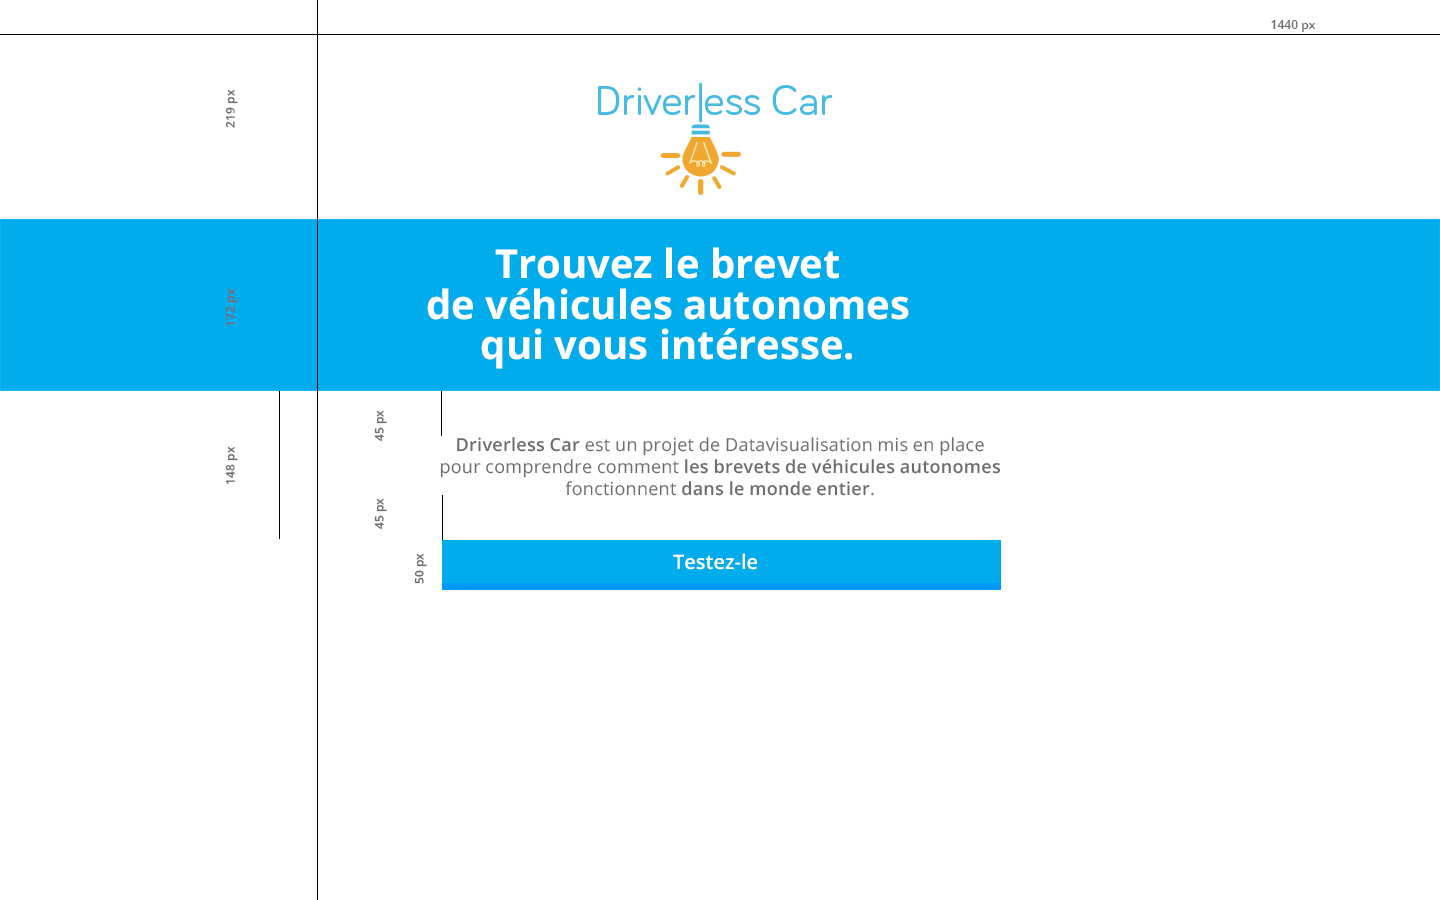 1440 px
219 px
Driverless Car
172 px
Trouvez le brevet
de véhicules autonomes
qui vous intéresse.
45 px
148 px
Driverless Car est un projet de Datavisualisation mis en place
pour comprendre comment les brevets de véhicules autonomes
fonctionnent dans le monde entier.
45 px
50 px
Testez-le